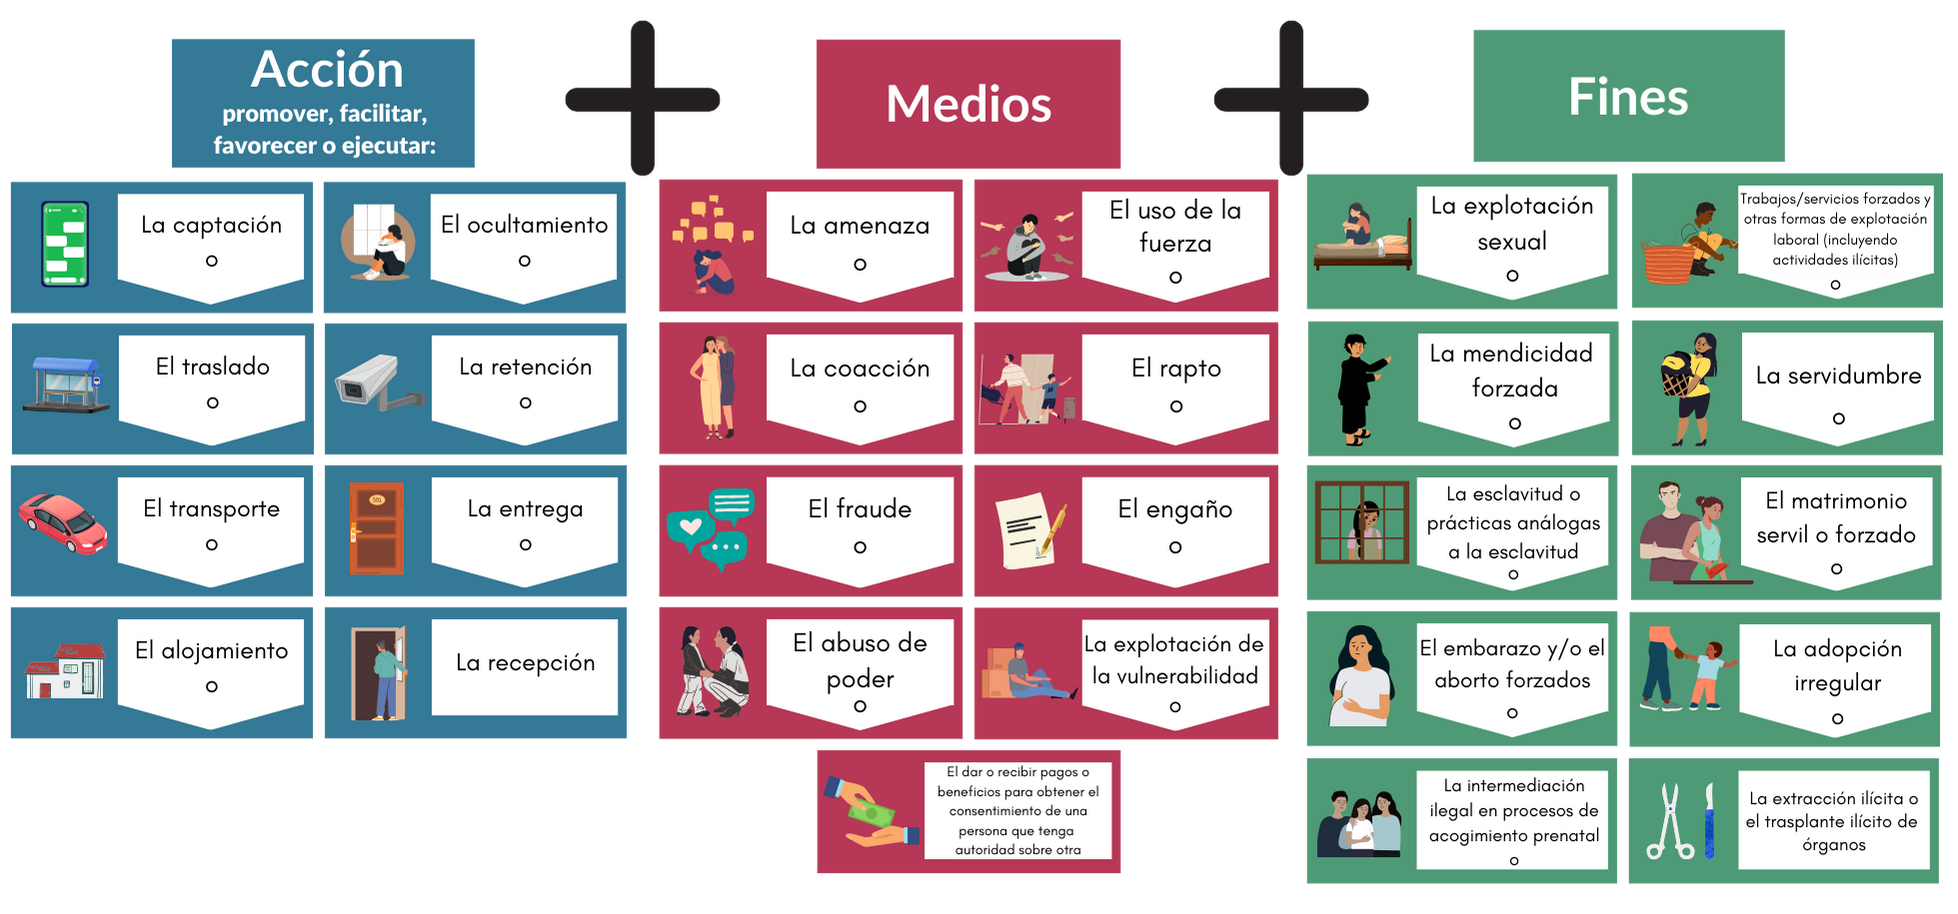 Acción
promover, facilitar,
favorecer o ejecutar:
La captación
o
El ocultamiento
o
El traslado
o
La retención
o
El transporte
o
501
La entrega
o
El alojamiento
o
La recepción
Medios
La amenaza
o
El uso de la
fuerza
o
La coacción
o
El rapto
o
El fraude
o
El engaño
o
El abuso de
poder
o
La explotación de
la vulnerabilidad
o
El dar o recibir pagos o
beneficios para obtener el
consentimiento de una
persona que tenga
autoridad sobre otra
Fines
La explotación
sexual
o
Trabajos/servicios forzados y
otras formas de explotación
laboral (incluyendo
actividades ilícitas)
o
La mendicidad
forzada
o
La servidumbre
o
La esclavitud o
prácticas análogas
a la esclavitud
o
El matrimonio
servil o forzado
o
El embarazo y/o el
aborto forzados
o
La adopción
irregular
o
La intermediación
ilegal en procesos de
acogimiento prenatal
o
La extracción ilícita o
el trasplante ilícito de
órganos